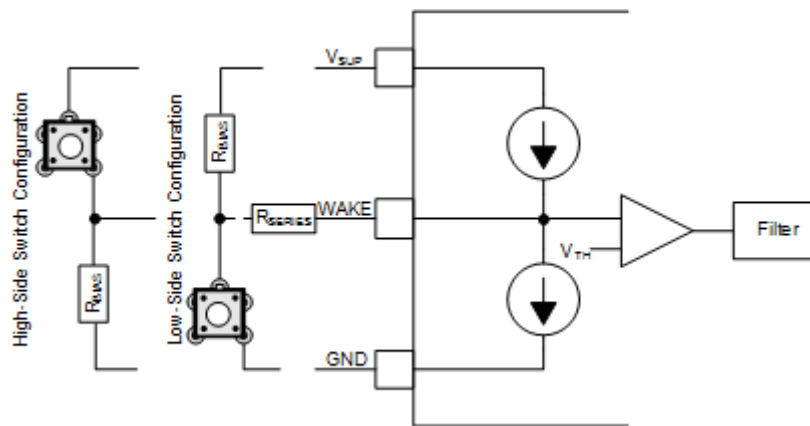 High-Side Switch Configuration
RBIAS
Low-Side Switch Configuration
RBIAS
RSERIES
VSUP
WAKE
GND
VTH
Filter